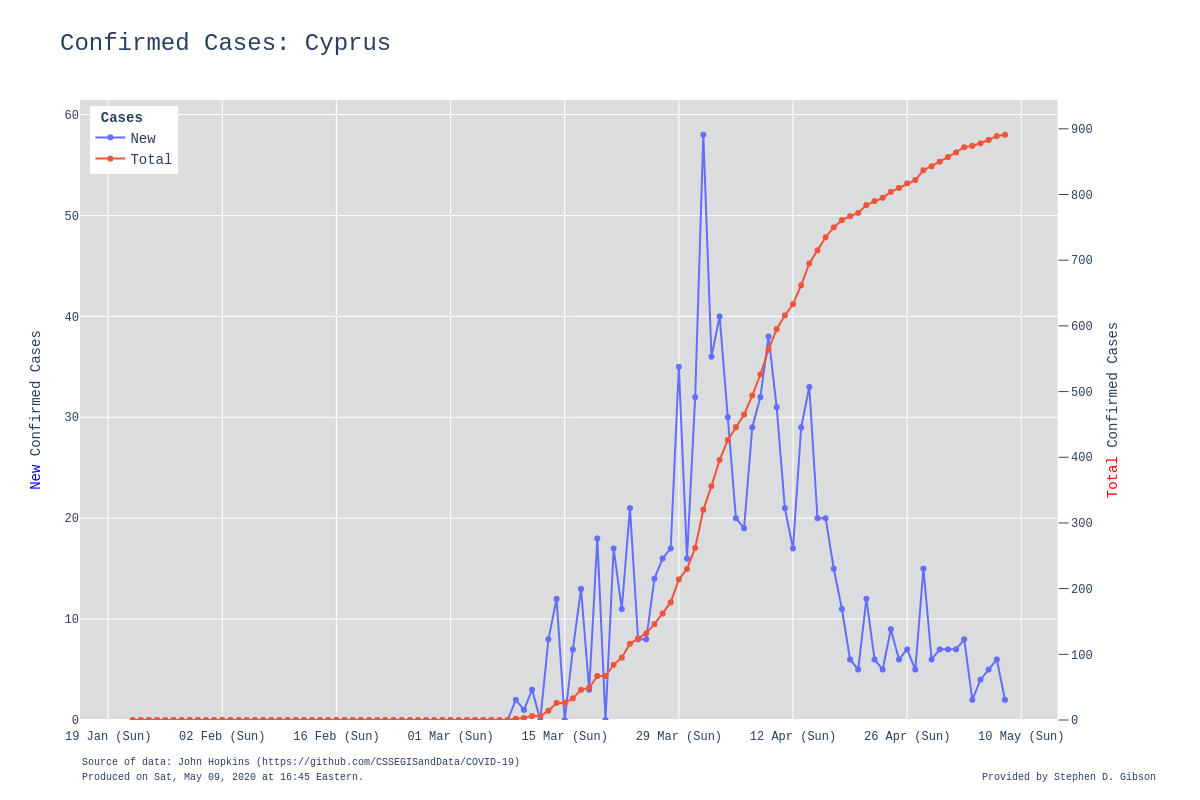 Confirmed Cases: Cyprus
Cases
New
Total
60
50
40
30
20
10
0
New Confirmed Cases
900
800
700
600
500
400
300
200
100
0
Total Confirmed Cases
19 Jan (Sun)
02 Feb (Sun)
16 Feb (Sun)
01 Mar (Sun)
15 Mar (Sun)
29 Mar (Sun)
12 Apr (Sun)
26 Apr (Sun)
10 May (Sun)
Source of data: John Hopkins (https://github.com/CSSEGISandData/COVID-19)
Produced on Sat, May 09, 2020 at 16:45 Eastern.
Provided by Stephen D. Gibson